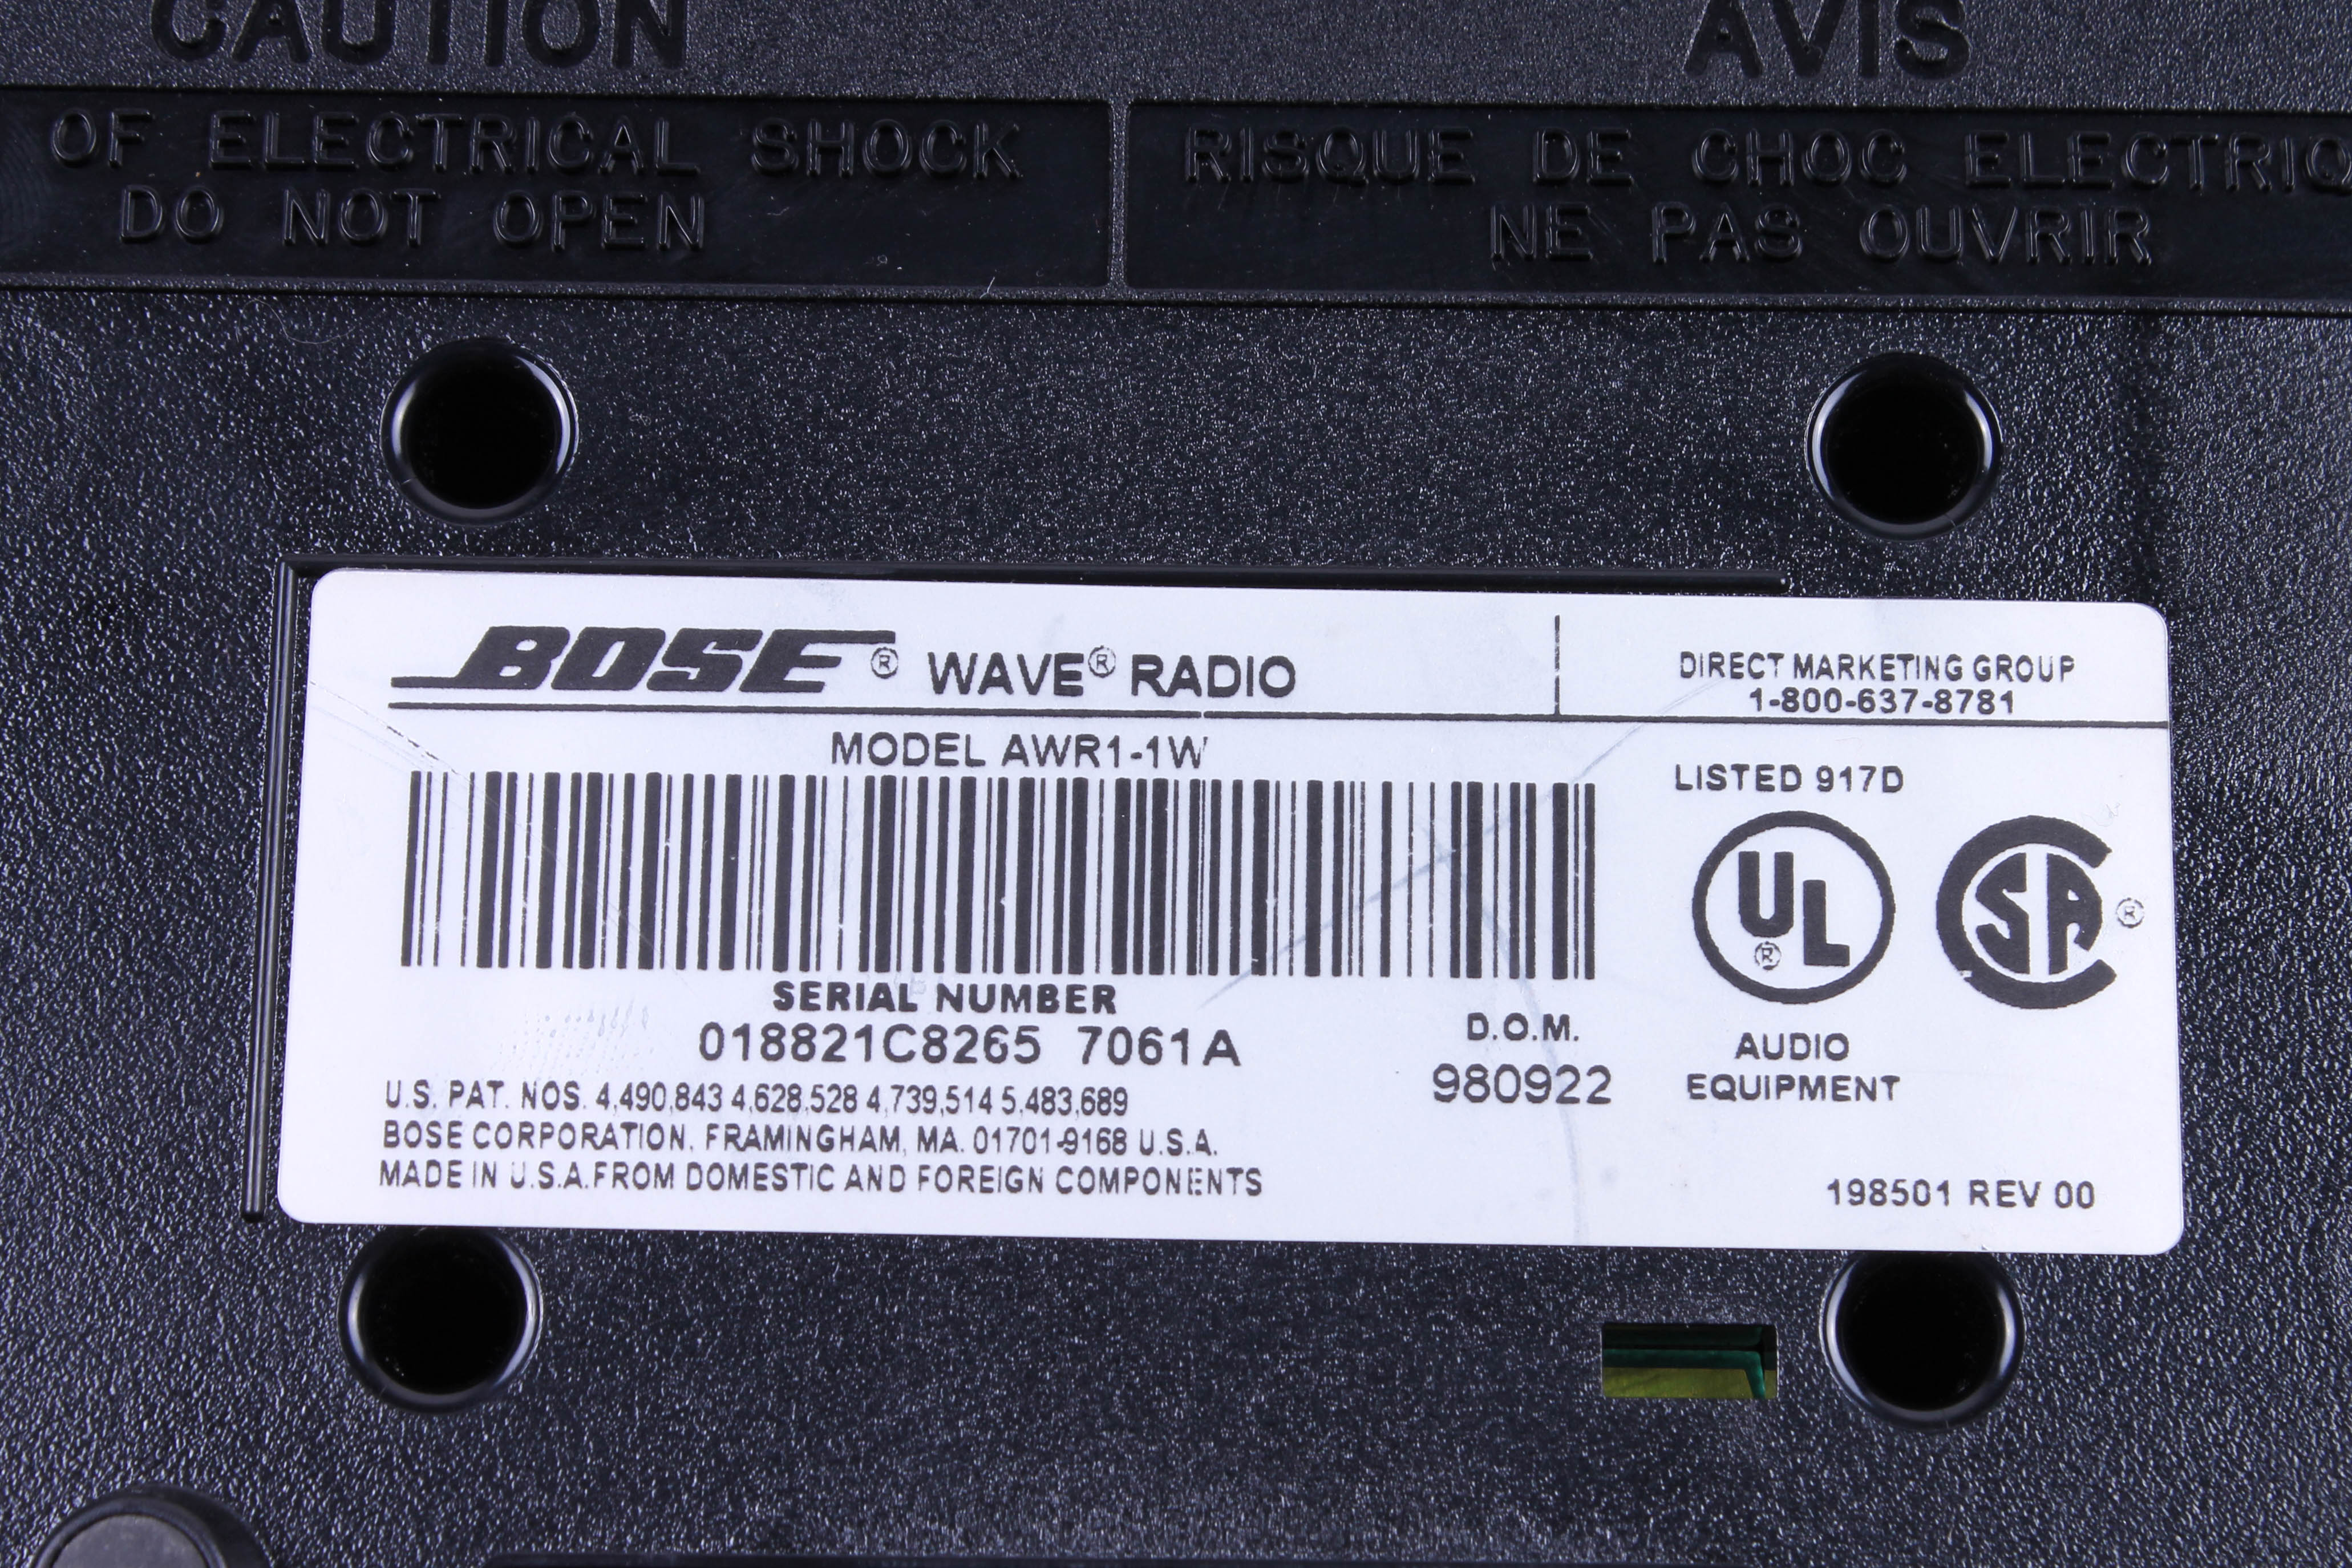 CAUTION
AVIS
OF ELECTRICAL SHOCK
DO NOT OPEN
RISQUE DE CHOC ELECTRIQ
NE PAS OUVRIR
BOSE® WAVE® RADIO
DIRECT MARKETING GROUP
1-800-637-8781
MODEL AWR1-1W
LISTED 917D
UL®
CSA®
SERIAL NUMBER
018821C8265 7061A
D.O.M.
980922
AUDIO
EQUIPMENT
U.S. PAT. NOS. 4,490,843 4,628,528 4,739,514 5,483,689
BOSE CORPORATION, FRAMINGHAM, MA. 01701-9168 U.S.A.
MADE IN U.S.A.FROM DOMESTIC AND FOREIGN COMPONENTS
198501 REV 00